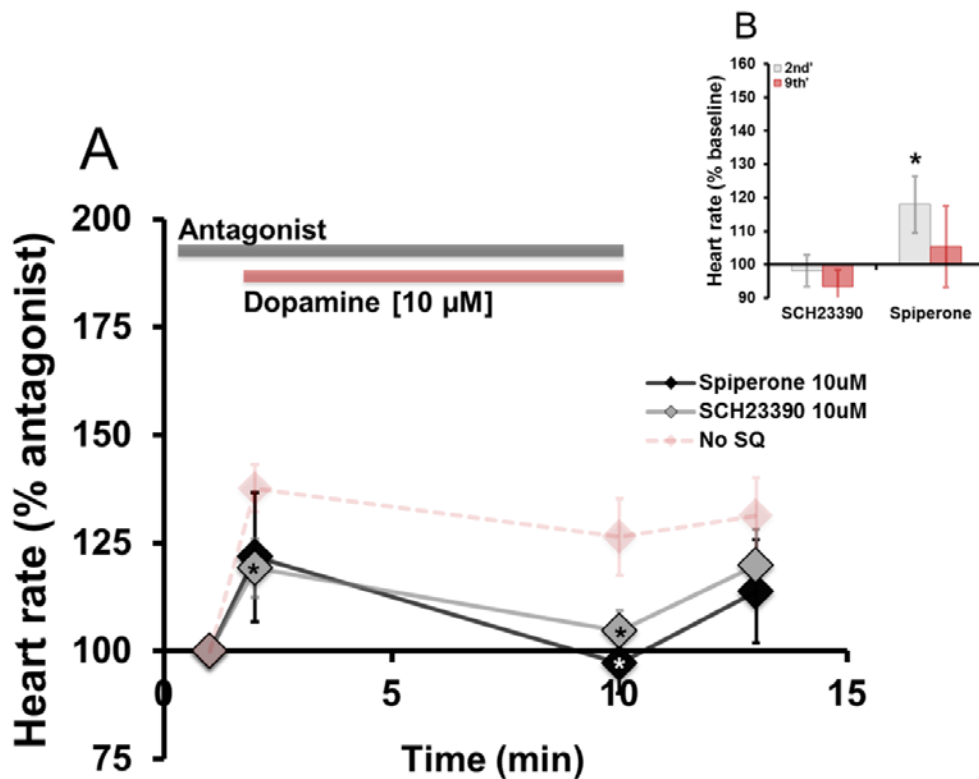 B
2nd'
9th'
Heart rate (% baseline)
160
150
140
130
120
110
100
90
*
SCH23390
Spiperone
A
Heart rate (% antagonist)
200
175
150
125
100
75
Antagonist
Dopamine [10 µM]
Spiperone 10uM
SCH23390 10uM
No SQ
*
*
*
0
5
10
15
Time (min)